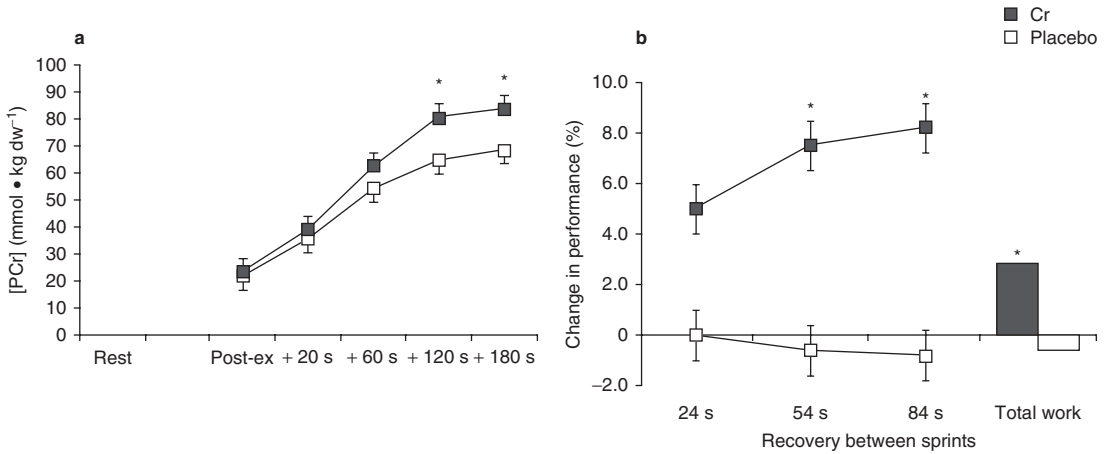 Cr
Placebo
a
100
90
80
70
60
50
40
30
20
10
0
[PCr] (mmol • kg dw⁻¹)
* *
Rest Post-ex + 20 s + 60 s + 120 s + 180 s
b
10.0
8.0
6.0
4.0
2.0
0
−2.0
Change in performance (%)
* *
*
24 s 54 s 84 s Total work
Recovery between sprints